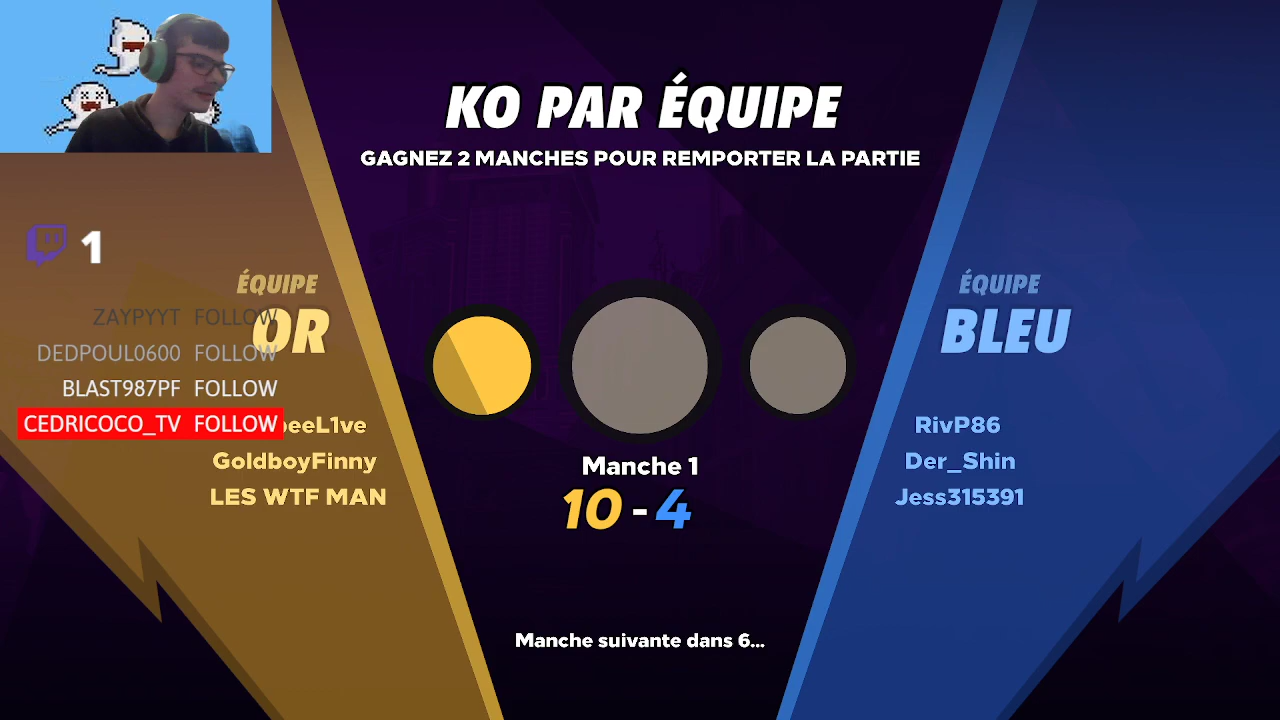 KO PAR ÉQUIPE
GAGNEZ 2 MANCHES POUR REMPORTER LA PARTIE
1
ÉQUIPE
OR
ZAYPYYT FOLLOW
DEDPOUL0600 FOLLOW
BLAST987PF FOLLOW
CEDRICOCO_TV FOLLOW
GoldboyFinny
LES WTF MAN
Manche 1
10 - 4
ÉQUIPE
BLEU
RivP86
Der_Shin
Jess315391
Manche suivante dans 6...